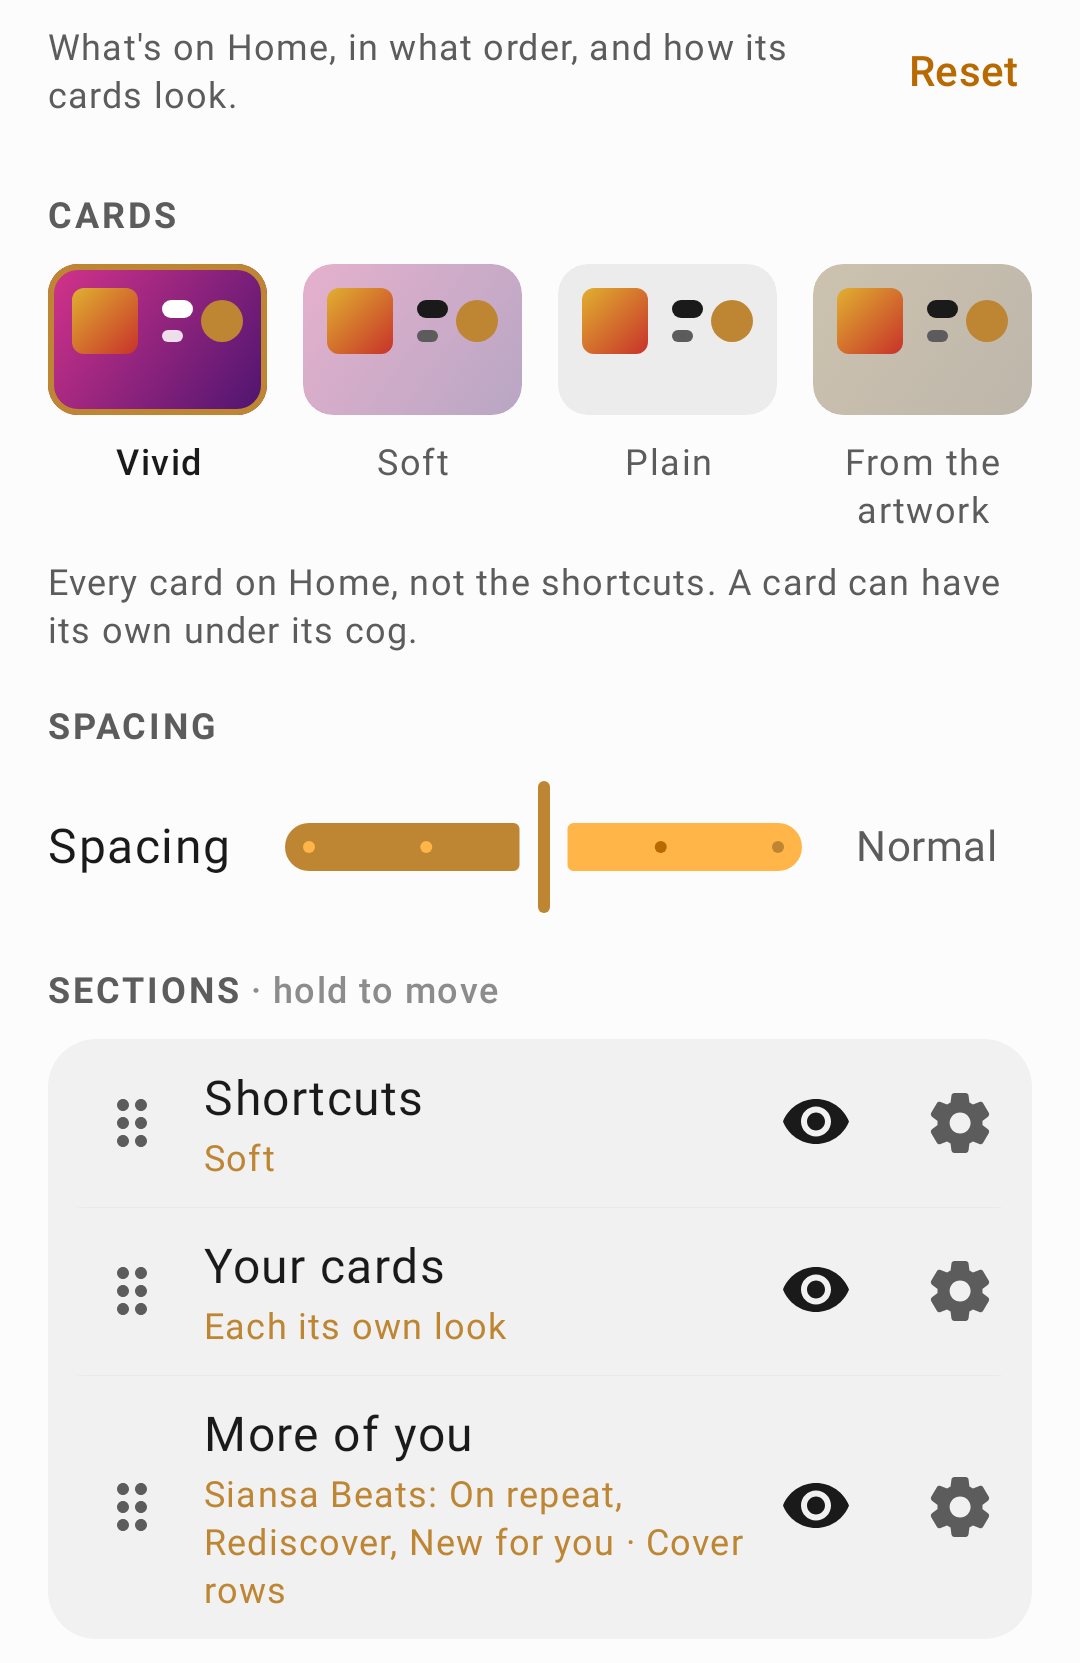 What's on Home, in what order, and how its
cards look.
Reset
CARDS
Vivid
Soft
Plain
From the
artwork
Every card on Home, not the shortcuts. A card can have
its own under its cog.
SPACING
Spacing
Normal
SECTIONS · hold to move
Shortcuts
Soft
Your cards
Each its own look
More of you
Siansa Beats: On repeat,
Rediscover, New for you · Cover
rows